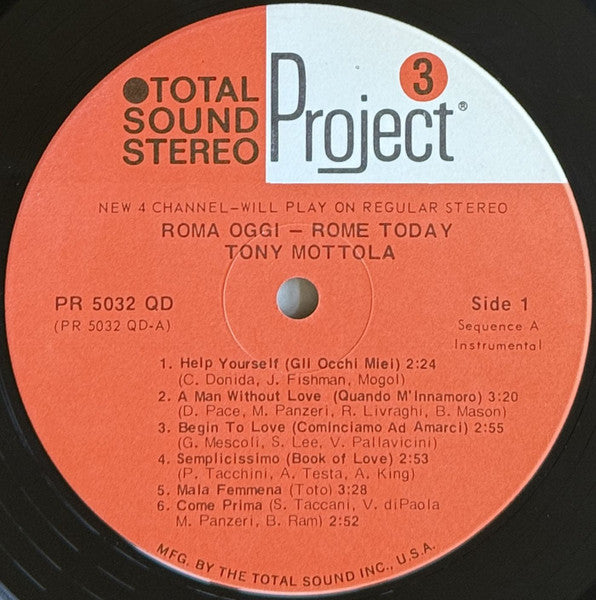 TOTAL
SOUND
STEREO
Project 3®
NEW 4 CHANNEL–WILL PLAY ON REGULAR STEREO
ROMA OGGI – ROME TODAY
TONY MOTTOLA
PR 5032 QD
(PR 5032 QD-A)
Side 1
Sequence A
Instrumental
1. Help Yourself (Gli Occhi Miei) 2:24
(C. Donida, J. Fishman, Mogol)
2. A Man Without Love (Quando M'Innamoro) 3:20
(D. Pace, M. Panzeri, R. Livraghi, B. Mason)
3. Begin To Love (Cominciamo Ad Amarci) 2:55
(G. Mescoli, S. Lee, V. Pallavicini)
4. Semplicissimo (Book of Love) 2:53
(P. Tacchini, A. Testa, A. King)
5. Mala Femmena (Toto) 3:28
6. Come Prima (S. Taccani, V. diPaola
M. Panzeri, B. Ram) 2:52
MFG. BY THE TOTAL SOUND INC., U.S.A.